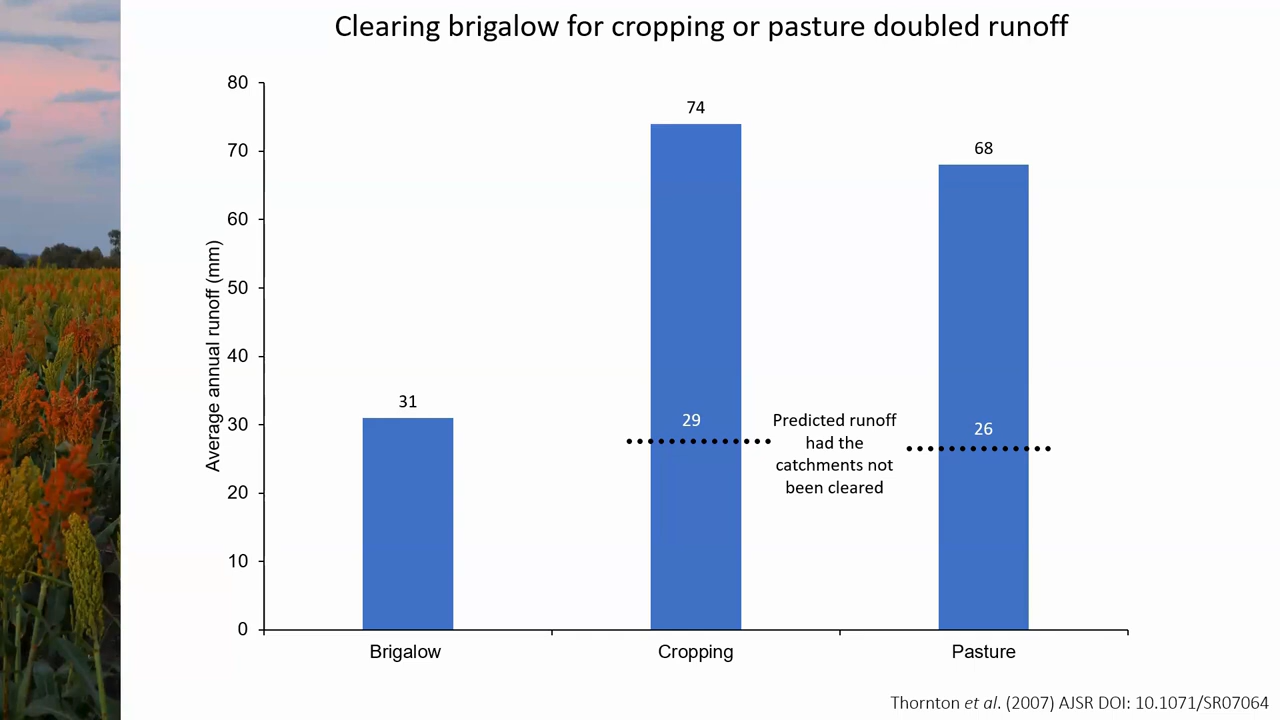 Clearing brigalow for cropping or pasture doubled runoff
80
70
60
50
40
30
20
10
0
Average annual runoff (mm)
31
74
68
29
26
Predicted runoff
had the
catchments not
been cleared
Brigalow
Cropping
Pasture
Thornton et al. (2007) AJSR DOI: 10.1071/SR07064